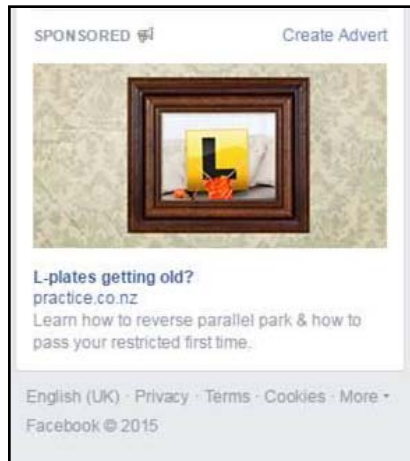 SPONSORED Create Advert
L
L-plates getting old?
practice.co.nz
Learn how to reverse parallel park & how to
pass your restricted first time.
English (UK) · Privacy · Terms · Cookies · More
Facebook © 2015